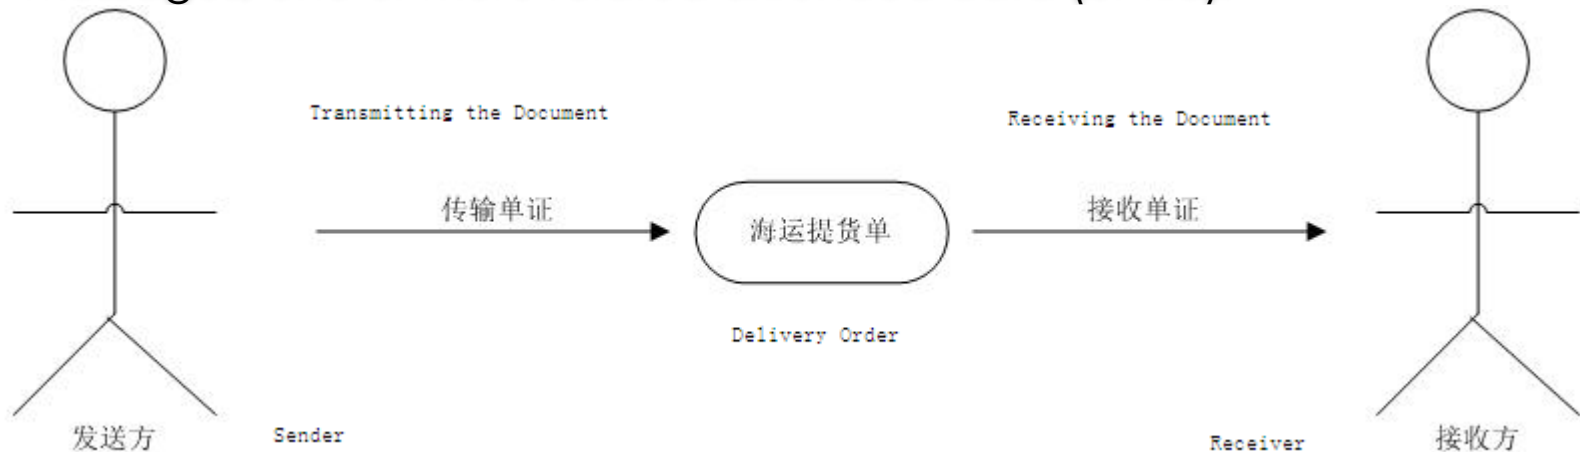 Transmitting the Document
Receiving the Document
传输单证
海运提货单
接收单证
Delivery Order
发送方
Sender
Receiver
接收方